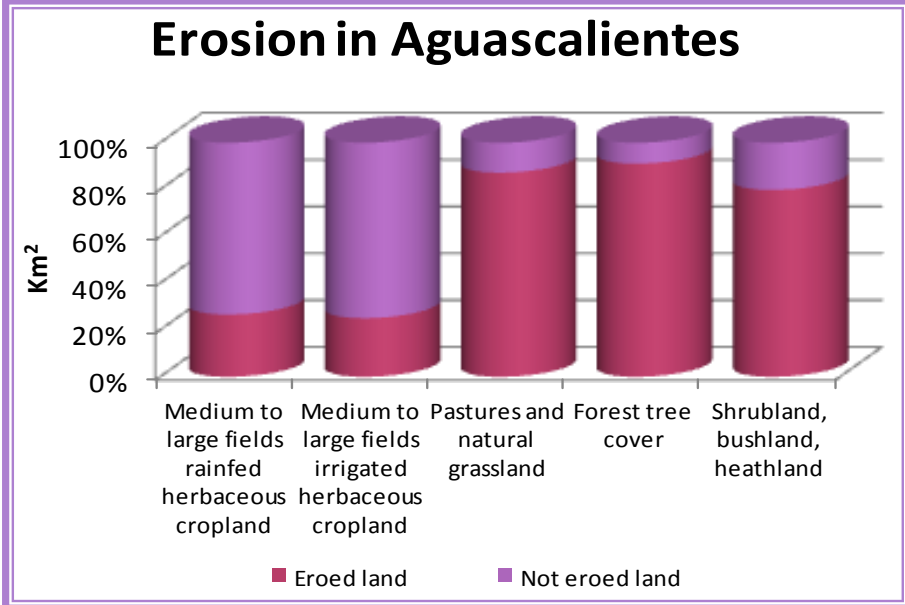 Erosion in Aguascalientes
Km²
100%
80%
60%
40%
20%
0%
Medium to large fields rainfed herbaceous cropland
Medium to large fields irrigated herbaceous cropland
Pastures and natural grassland
Forest tree cover
Shrubland, bushland, heathland
Eroed land
Not eroed land